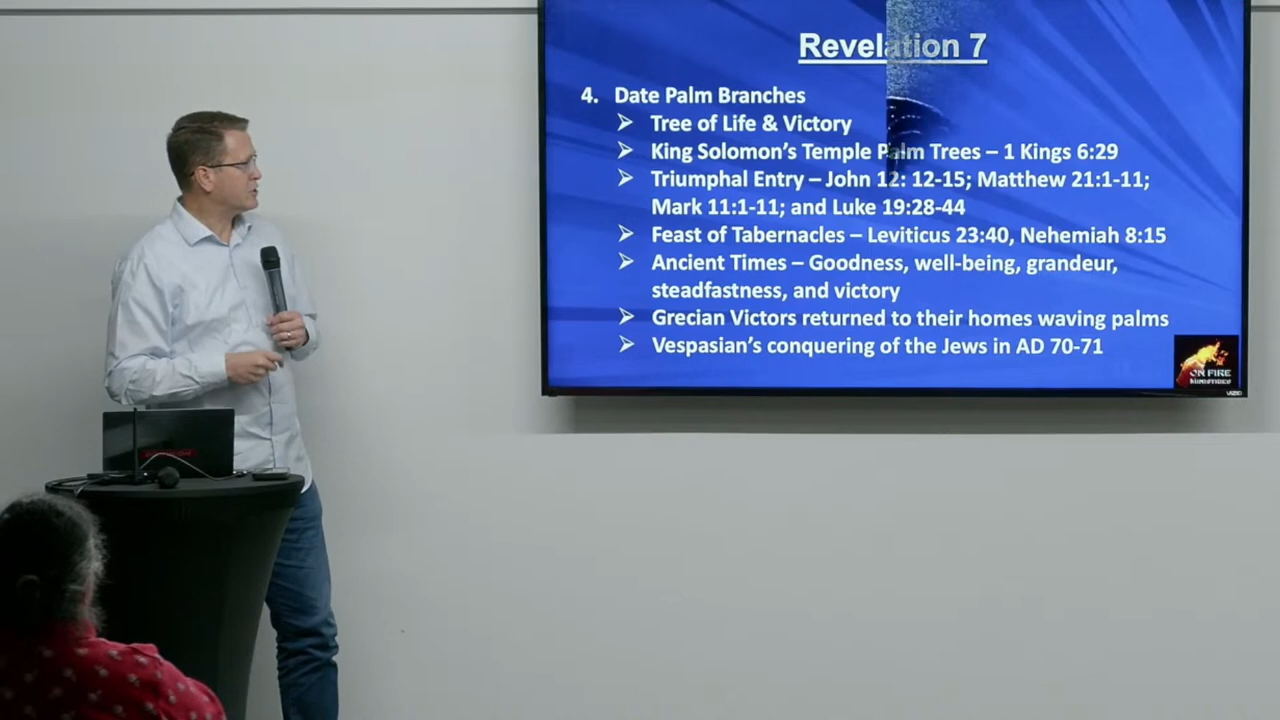 Revelation 7
4. Date Palm Branches
➢ Tree of Life & Victory
➢ King Solomon's Temple Palm Trees – 1 Kings 6:29
➢ Triumphal Entry – John 12: 12-15; Matthew 21:1-11;
Mark 11:1-11; and Luke 19:28-44
➢ Feast of Tabernacles – Leviticus 23:40, Nehemiah 8:15
➢ Ancient Times – Goodness, well-being, grandeur,
steadfastness, and victory
➢ Grecian Victors returned to their homes waving palms
➢ Vespasian's conquering of the Jews in AD 70-71
ON FIRE
MINISTRIES
VIZIO